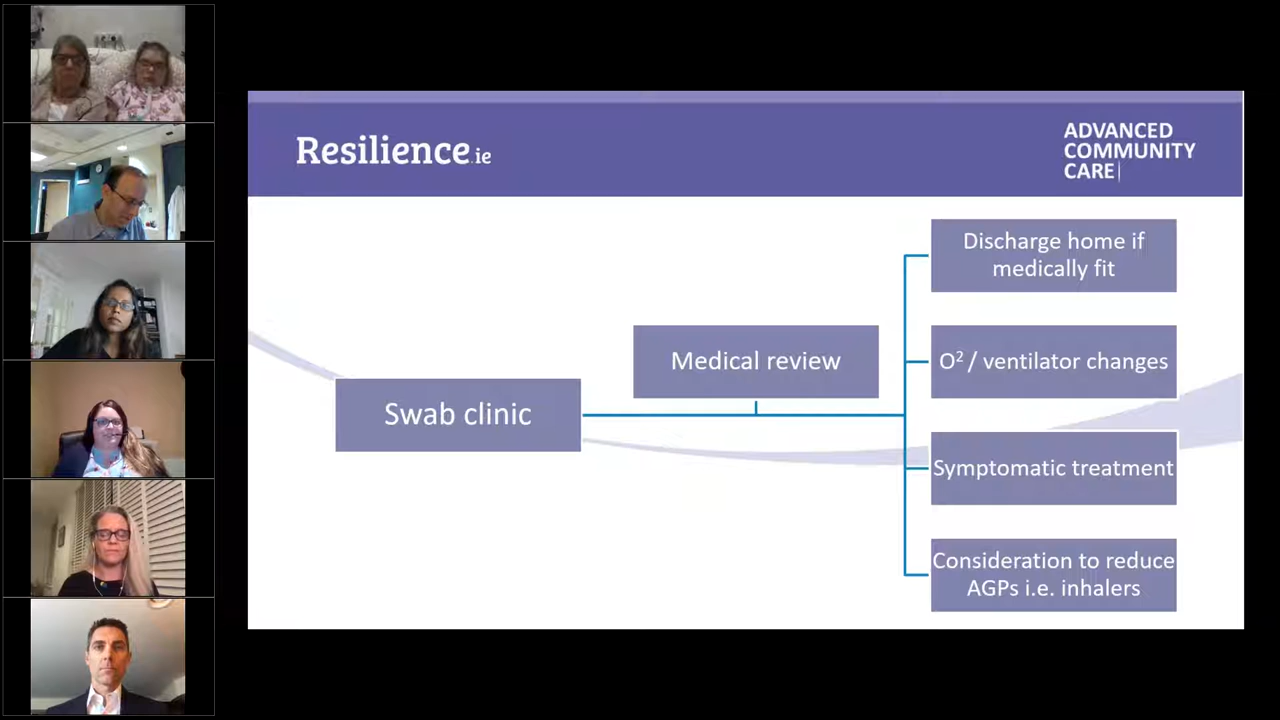 Resilience.ie
ADVANCED
COMMUNITY
CARE
Discharge home if
medically fit
Medical review
O² / ventilator changes
Swab clinic
Symptomatic treatment
Consideration to reduce
AGPs i.e. inhalers